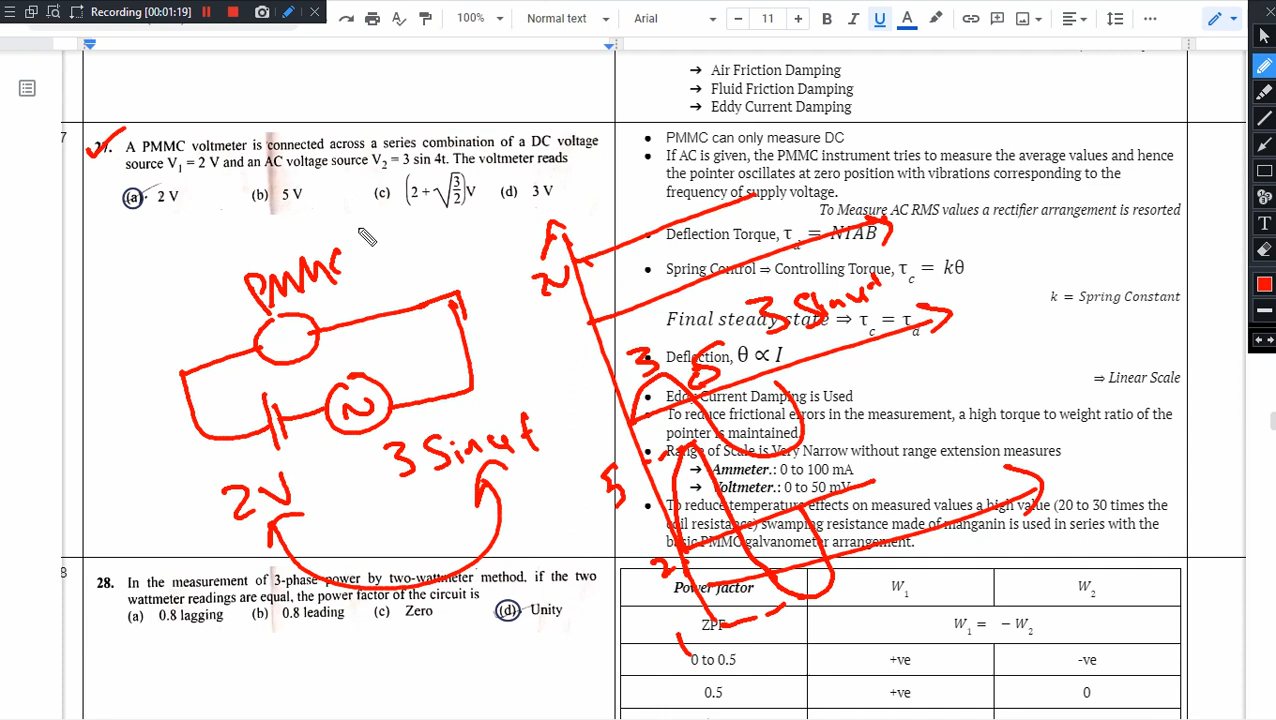 Recording [00:01:19]
100%
Normal text
Arial
11
B
I
U
A
➔ Air Friction Damping
➔ Fluid Friction Damping
➔ Eddy Current Damping
7
27. A PMMC voltmeter is connected across a series combination of a DC voltage
source V1 = 2 V and an AC voltage source V2 = 3 sin 4t. The voltmeter reads
(a) 2 V (b) 5 V (c) (2 + √(3/2)) V (d) 3 V
PMMC
2V
3 Sinωt
● PMMC can only measure DC
● If AC is given, the PMMC instrument tries to measure the average values and hence
the pointer oscillates at zero position with vibrations corresponding to the
frequency of supply voltage.
To Measure AC RMS values a rectifier arrangement is resorted
● Deflection Torque, τd = NIAB
● Spring Control ⇒ Controlling Torque, τc = kθ
k = Spring Constant
Final steady state ⇒ τc = τd
● Deflection, θ ∝ I
⇒ Linear Scale
● Eddy Current Damping is Used
● To reduce frictional errors in the measurement, a high torque to weight ratio of the
pointer is maintained.
● Range of Scale is Very Narrow without range extension measures
➔ Ammeter.: 0 to 100 mA
➔ Voltmeter.: 0 to 50 mV
● To reduce temperature effects on measured values a high value (20 to 30 times the
coil resistance) swamping resistance made of manganin is used in series with the
basic PMMC galvanometer arrangement.
2
3 Sinωt
3
5
2
8
28. In the measurement of 3-phase power by two-wattmeter method, if the two
wattmeter readings are equal, the power factor of the circuit is
(a) 0.8 lagging (b) 0.8 leading (c) Zero (d) Unity
Power factor W1 W2
ZPF W1 = − W2
0 to 0.5 +ve -ve
0.5 +ve 0